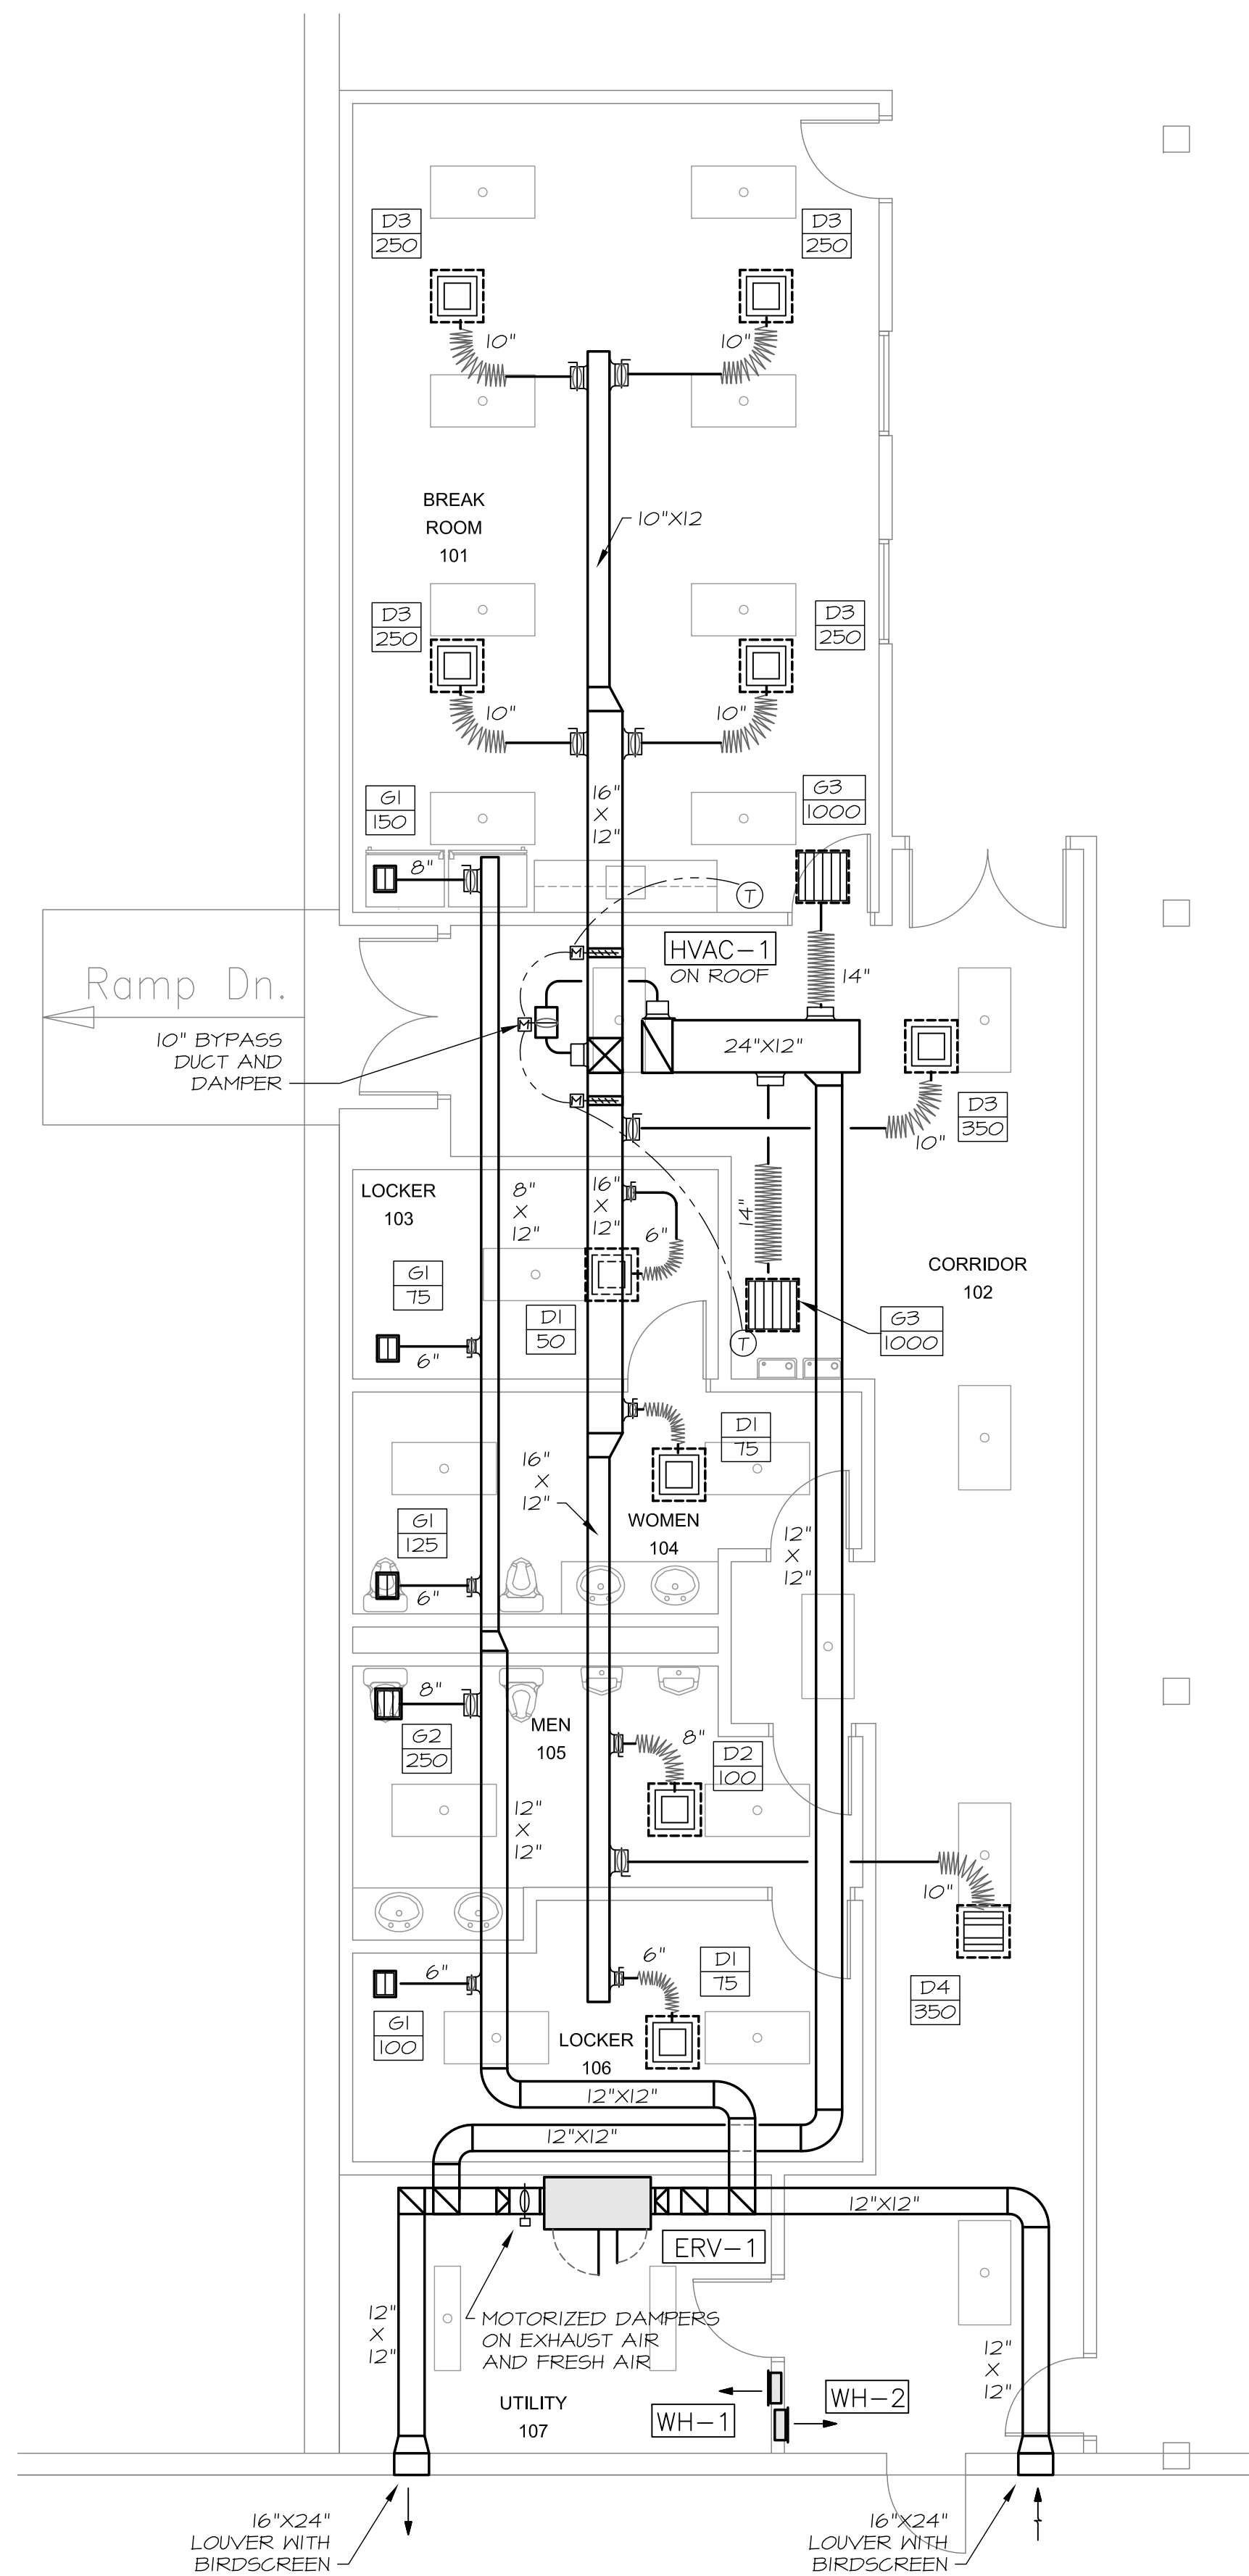 D3
250
D3
250
10"
10"
BREAK
ROOM
101
10"X12
D3
250
D3
250
10"
10"
G1
150
16"
X
12"
G3
1000
8"
T
HVAC-1
ON ROOF
M
14"
Ramp Dn.
10" BYPASS
DUCT AND
DAMPER
M
24"X12"
M
D3
350
10"
LOCKER
103
8"
X
12"
16"
X
12"
6"
14"
CORRIDOR
102
G1
75
D1
50
G3
1000
T
6"
D1
75
16"
X
12"
G1
125
WOMEN
104
12"
X
12"
6"
8"
MEN
105
G2
250
8"
D2
100
12"
X
12"
10"
6"
6"
D1
75
D4
350
G1
100
LOCKER
106
12"X12"
12"X12"
12"X12"
ERV-1
12"
X
12"
MOTORIZED DAMPERS
ON EXHAUST AIR
AND FRESH AIR
12"
X
12"
UTILITY
107
WH-1
WH-2
16"X24"
LOUVER WITH
BIRDSCREEN
16"X24"
LOUVER WITH
BIRDSCREEN